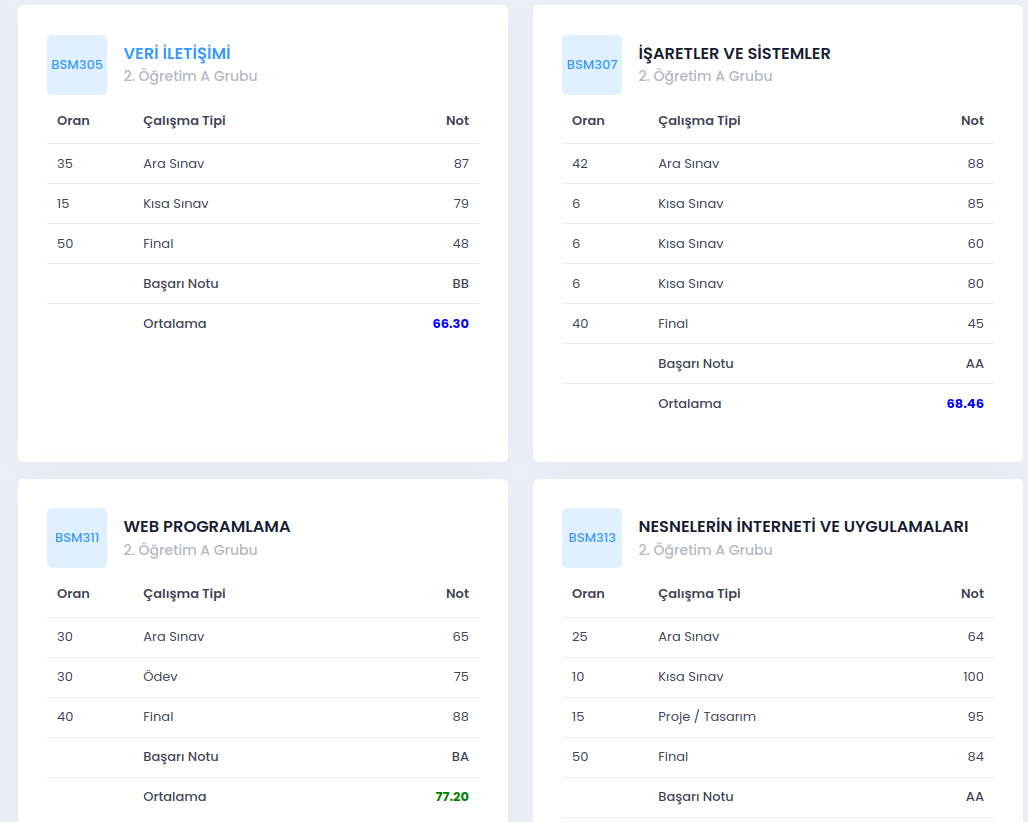 BSM305
VERİ İLETİŞİMİ
2. Öğretim A Grubu
Oran Çalışma Tipi Not
35 Ara Sınav 87
15 Kısa Sınav 79
50 Final 48
Başarı Notu BB
Ortalama 66.30
BSM307
İŞARETLER VE SİSTEMLER
2. Öğretim A Grubu
Oran Çalışma Tipi Not
42 Ara Sınav 88
6 Kısa Sınav 85
6 Kısa Sınav 60
6 Kısa Sınav 80
40 Final 45
Başarı Notu AA
Ortalama 68.46
BSM311
WEB PROGRAMLAMA
2. Öğretim A Grubu
Oran Çalışma Tipi Not
30 Ara Sınav 65
30 Ödev 75
40 Final 88
Başarı Notu BA
Ortalama 77.20
BSM313
NESNELERİN İNTERNETİ VE UYGULAMALARI
2. Öğretim A Grubu
Oran Çalışma Tipi Not
25 Ara Sınav 64
10 Kısa Sınav 100
15 Proje / Tasarım 95
50 Final 84
Başarı Notu AA